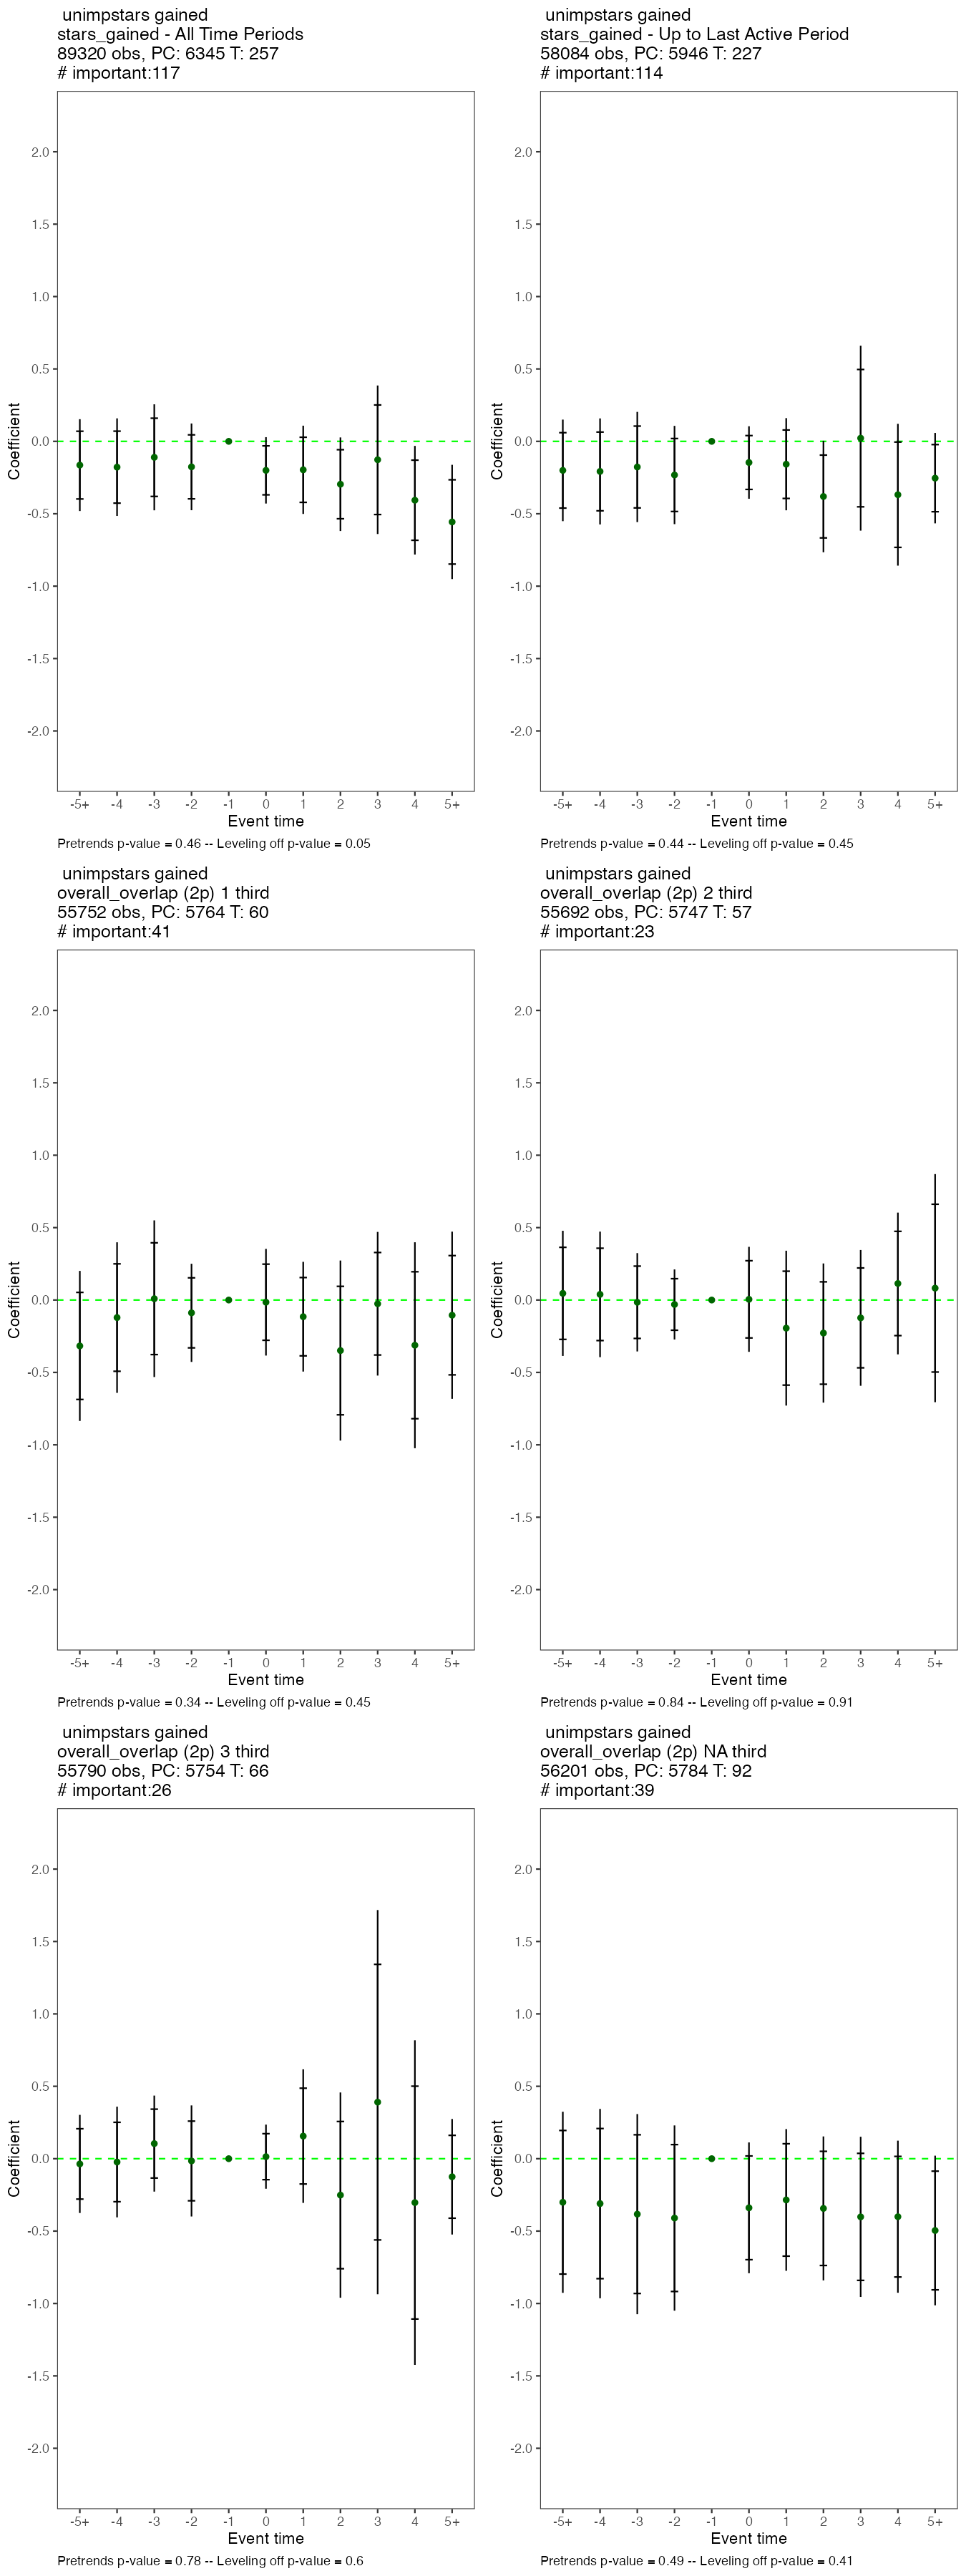 unimpstars gained
stars_gained - All Time Periods
89320 obs, PC: 6345 T: 257
# important:117
2.0
1.5
1.0
0.5
0.0
-0.5
-1.0
-1.5
-2.0
Coefficient
-5+ -4 -3 -2 -1 0 1 2 3 4 5+
Event time
Pretrends p-value = 0.46 -- Leveling off p-value = 0.05
unimpstars gained
stars_gained - Up to Last Active Period
58084 obs, PC: 5946 T: 227
# important:114
2.0
1.5
1.0
0.5
0.0
-0.5
-1.0
-1.5
-2.0
Coefficient
-5+ -4 -3 -2 -1 0 1 2 3 4 5+
Event time
Pretrends p-value = 0.44 -- Leveling off p-value = 0.45
unimpstars gained
overall_overlap (2p) 1 third
55752 obs, PC: 5764 T: 60
# important:41
2.0
1.5
1.0
0.5
0.0
-0.5
-1.0
-1.5
-2.0
Coefficient
-5+ -4 -3 -2 -1 0 1 2 3 4 5+
Event time
Pretrends p-value = 0.34 -- Leveling off p-value = 0.45
unimpstars gained
overall_overlap (2p) 2 third
55692 obs, PC: 5747 T: 57
# important:23
2.0
1.5
1.0
0.5
0.0
-0.5
-1.0
-1.5
-2.0
Coefficient
-5+ -4 -3 -2 -1 0 1 2 3 4 5+
Event time
Pretrends p-value = 0.84 -- Leveling off p-value = 0.91
unimpstars gained
overall_overlap (2p) 3 third
55790 obs, PC: 5754 T: 66
# important:26
2.0
1.5
1.0
0.5
0.0
-0.5
-1.0
-1.5
-2.0
Coefficient
-5+ -4 -3 -2 -1 0 1 2 3 4 5+
Event time
Pretrends p-value = 0.78 -- Leveling off p-value = 0.6
unimpstars gained
overall_overlap (2p) NA third
56201 obs, PC: 5784 T: 92
# important:39
2.0
1.5
1.0
0.5
0.0
-0.5
-1.0
-1.5
-2.0
Coefficient
-5+ -4 -3 -2 -1 0 1 2 3 4 5+
Event time
Pretrends p-value = 0.49 -- Leveling off p-value = 0.41